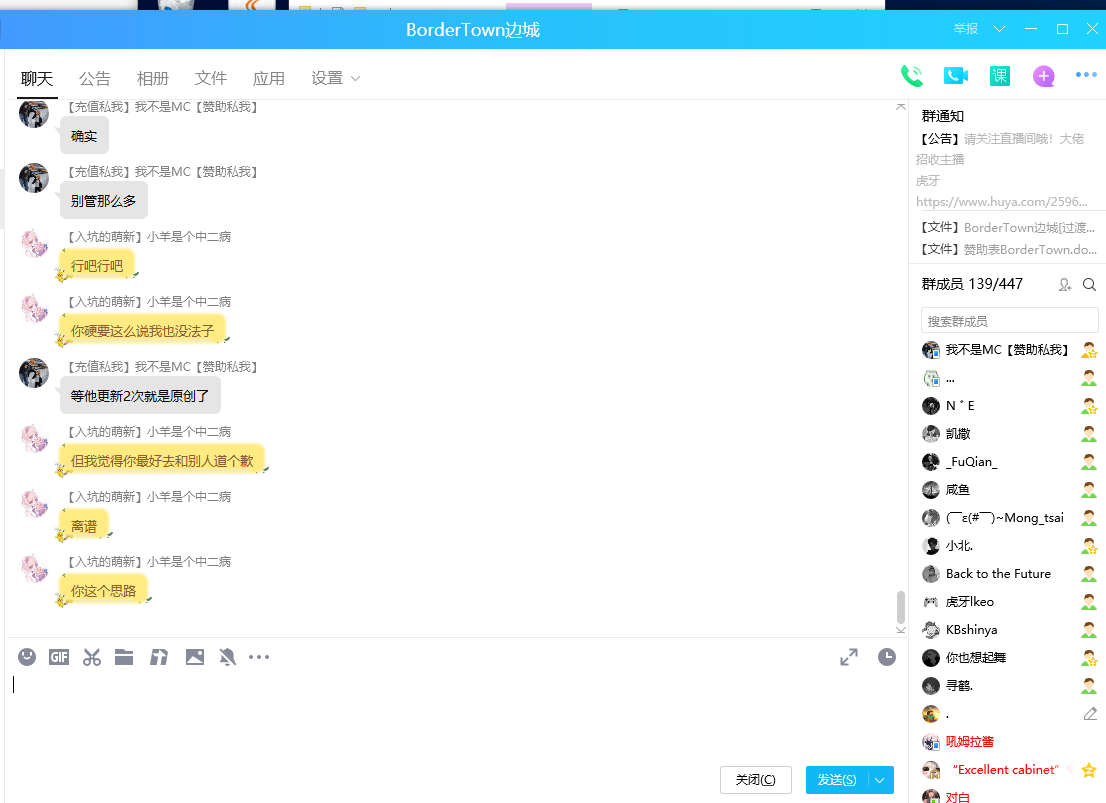 BorderTown边城
举报
聊天 公告 相册 文件 应用 设置
课
【充值私我】我不是MC【赞助私我】
确实
【充值私我】我不是MC【赞助私我】
别管那么多
【入坑的萌新】小羊是个中二病
行吧行吧
【入坑的萌新】小羊是个中二病
你硬要这么说我也没法子
【充值私我】我不是MC【赞助私我】
等他更新2次就是原创了
【入坑的萌新】小羊是个中二病
但我觉得你最好去和别人道个歉
【入坑的萌新】小羊是个中二病
离谱
【入坑的萌新】小羊是个中二病
你这个思路
GIF
关闭(C) 发送(S)
群通知
【公告】请关注直播间哦！大佬
招收主播
虎牙
https://www.huya.com/2596...
【文件】BorderTown边城[过渡...
【文件】赞助表BorderTown.do...
群成员 139/447
搜索群成员
我不是MC【赞助私我】
...
N ﾟ E
凯撒
_FuQian_
咸鱼
(￣ε(#￣)~Mong_tsai
小北.
Back to the Future
虎牙lkeo
KBshinya
你也想起舞
寻鹤.
.
吼姆拉酱
“Excellent cabinet”
对白